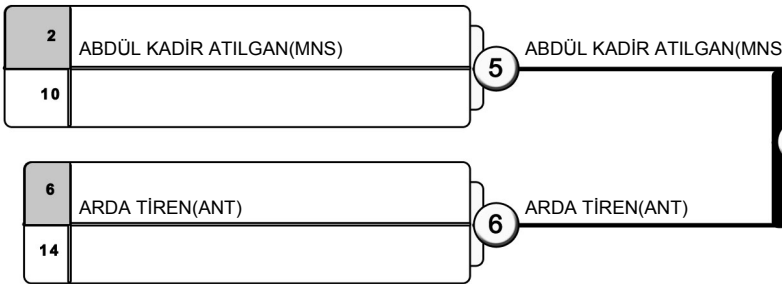 2
ABDÜL KADİR ATILGAN(MNS)
5
ABDÜL KADİR ATILGAN(MNS
10
6
ARDA TİREN(ANT)
6
ARDA TİREN(ANT)
14